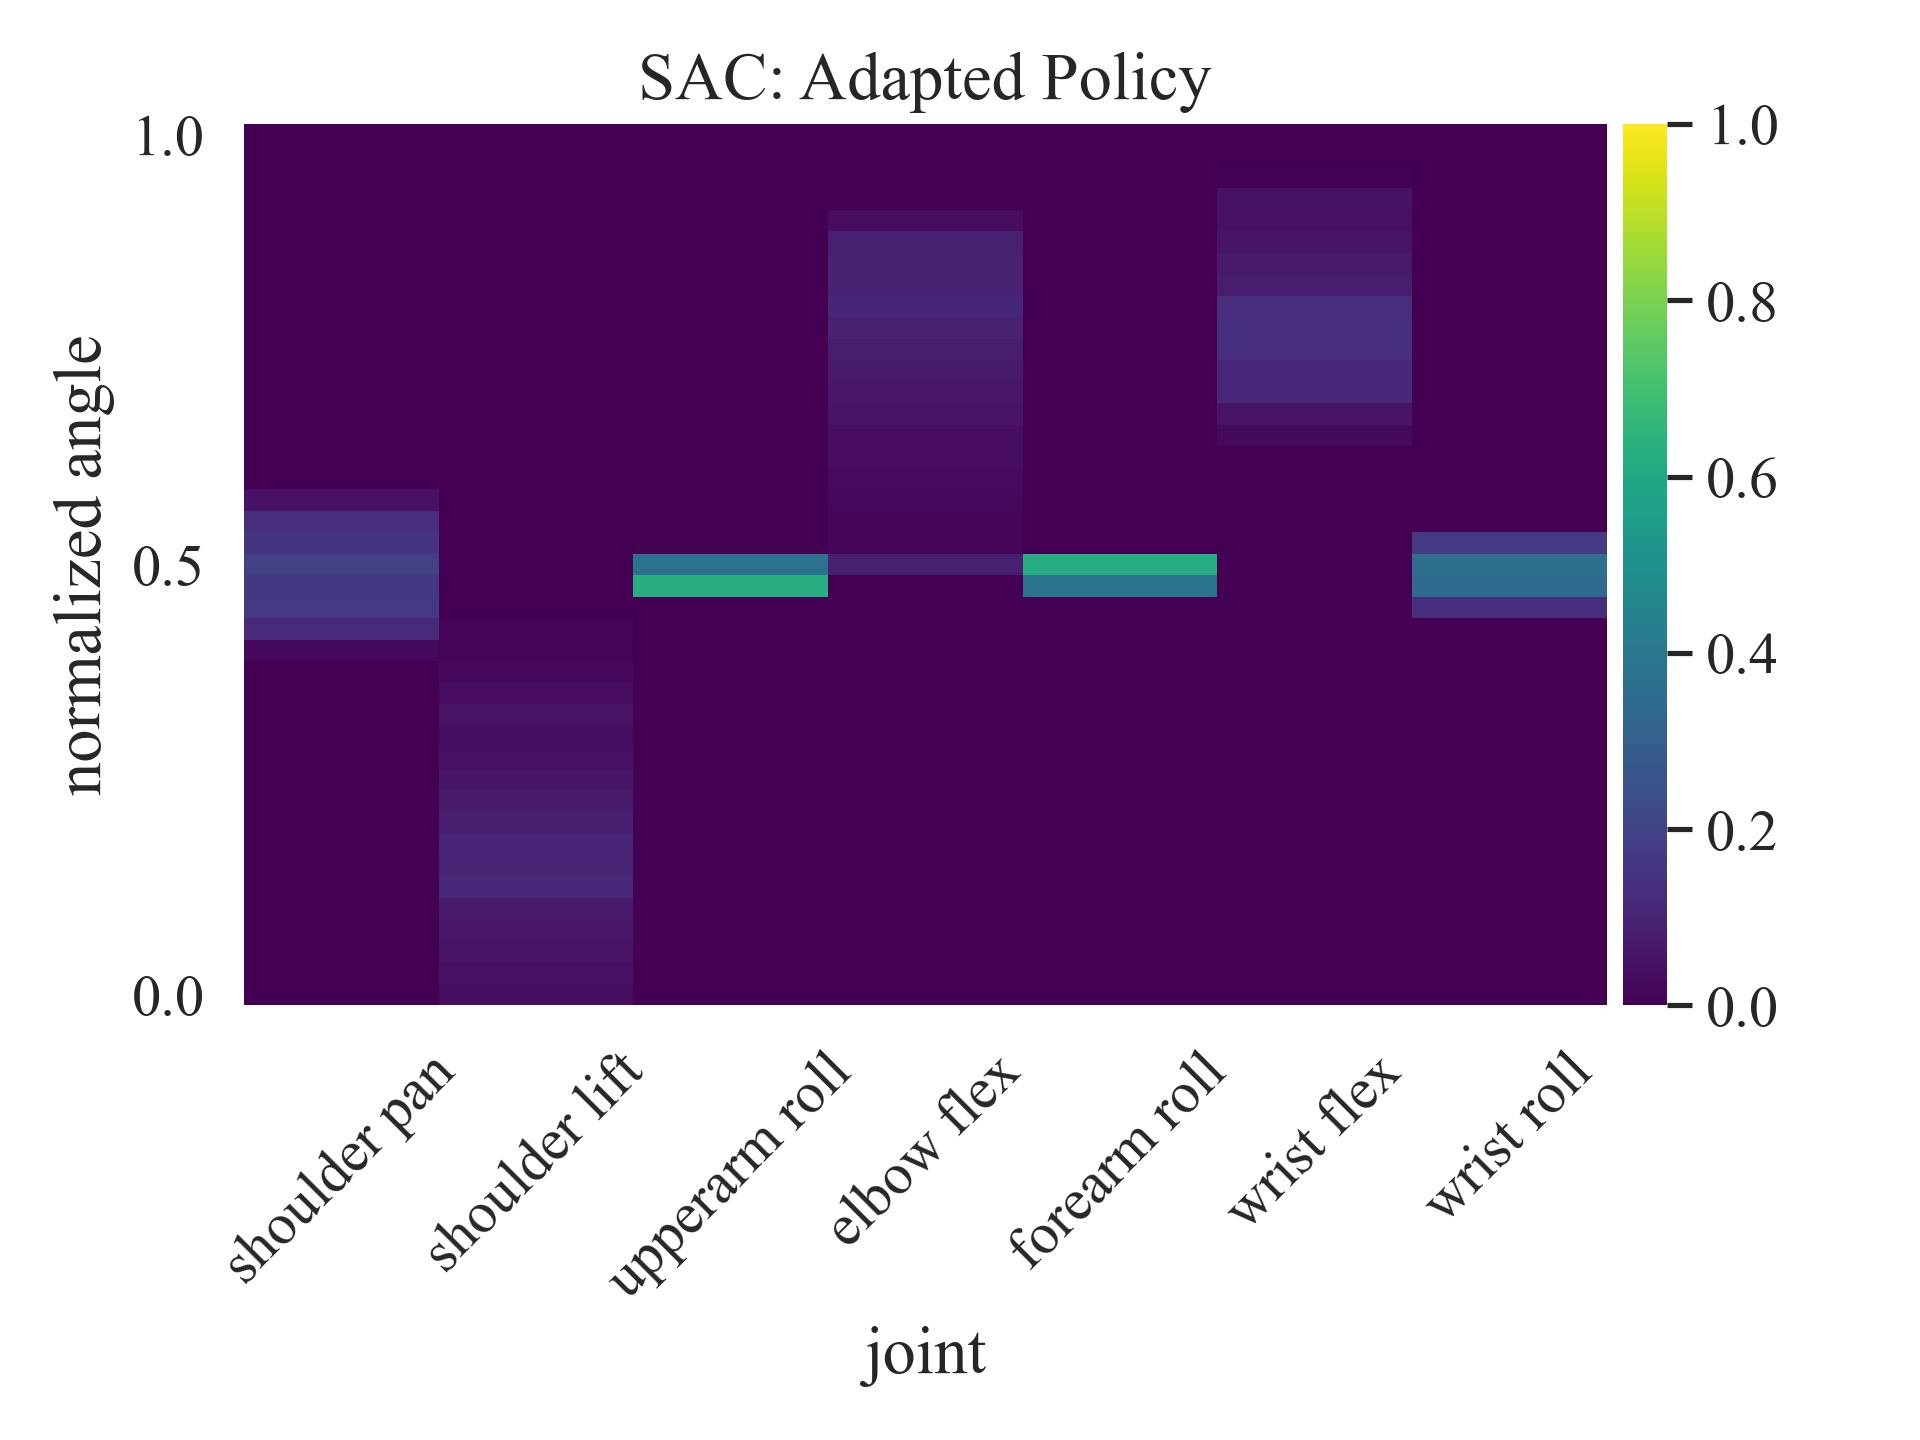 SAC: Adapted Policy
normalized angle
1.0
0.5
0.0
1.0
0.8
0.6
0.4
0.2
0.0
shoulder pan
shoulder lift
upperarm roll
elbow flex
forearm roll
wrist flex
wrist roll
joint